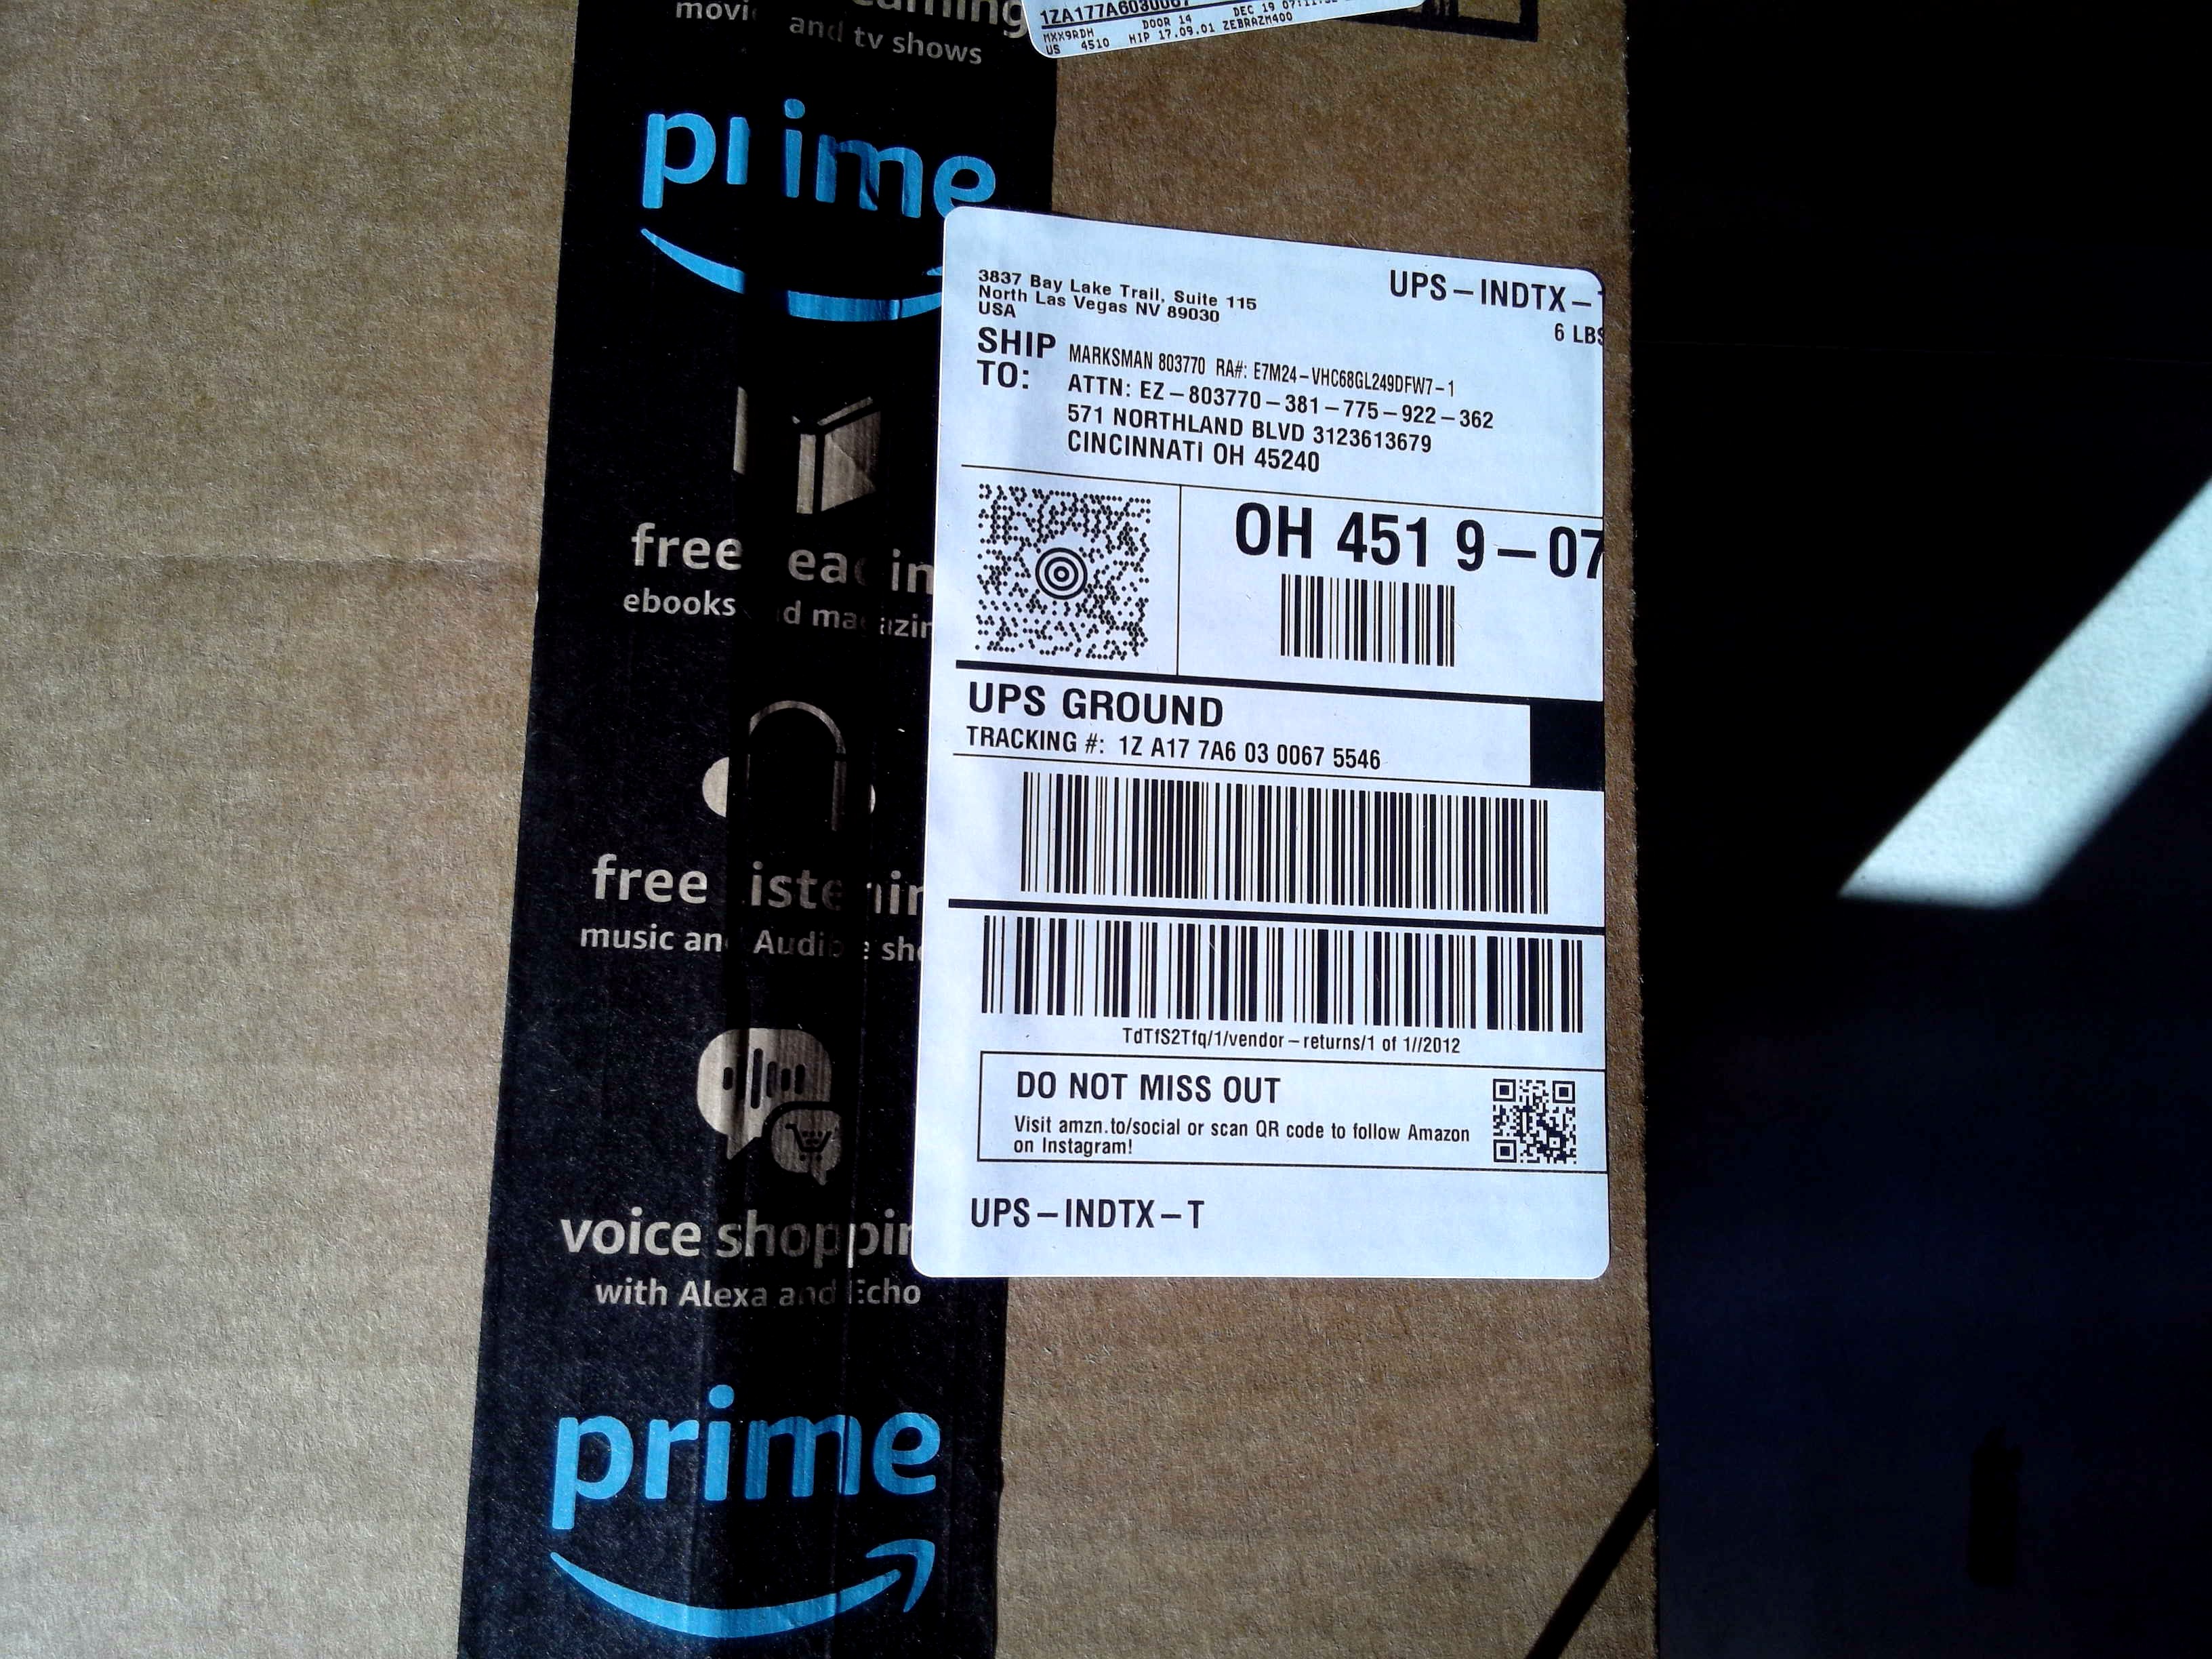 and tv shows
prime
free
ebooks
free
music
voice
with Alexa and Echo
prime
DOOR 14
MXX9RDH
US 4510 HIP 17.09.01 ZEBRAZM400
3837 Bay Lake Trail, Suite 115
North Las Vegas NV 89030
USA
UPS-INDTX-
6 LBS
SHIP
TO:
MARKSMAN 803770 RA#: E7M24-VHC68GL249DFW7-1
ATTN: EZ-803770-381-775-922-362
571 NORTHLAND BLVD 3123613679
CINCINNATI OH 45240
OH 451 9-07
UPS GROUND
TRACKING #: 1Z A17 7A6 03 0067 5546
TdTfS2Tfq/1/vendor-returns/1 of 1//2012
DO NOT MISS OUT
Visit amzn.to/social or scan QR code to follow Amazon
on Instagram!
UPS-INDTX-T